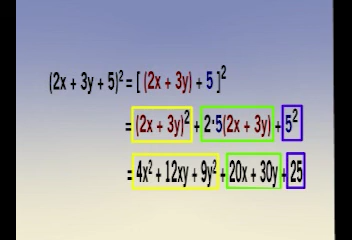 (2x + 3y + 5)² = [ (2x + 3y) + 5 ]²
= (2x + 3y)² + 2·5(2x + 3y) + 5²
= 4x² + 12xy + 9y² + 20x + 30y + 25